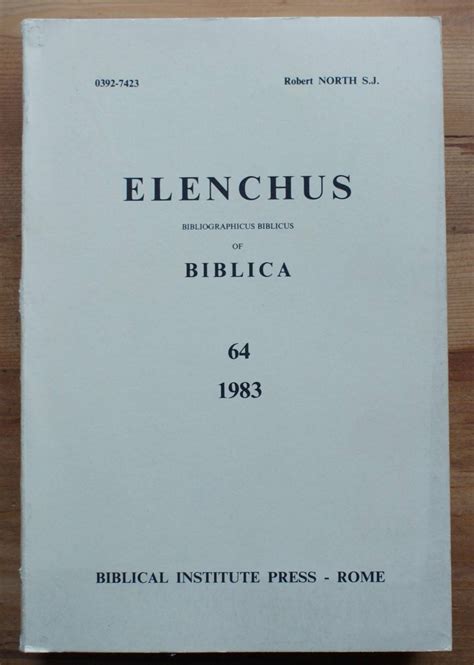 0392-7423 Robert NORTH S.J.
ELENCHUS
BIBLIOGRAPHICUS BIBLICUS
OF
BIBLICA
64
1983
BIBLICAL INSTITUTE PRESS - ROME